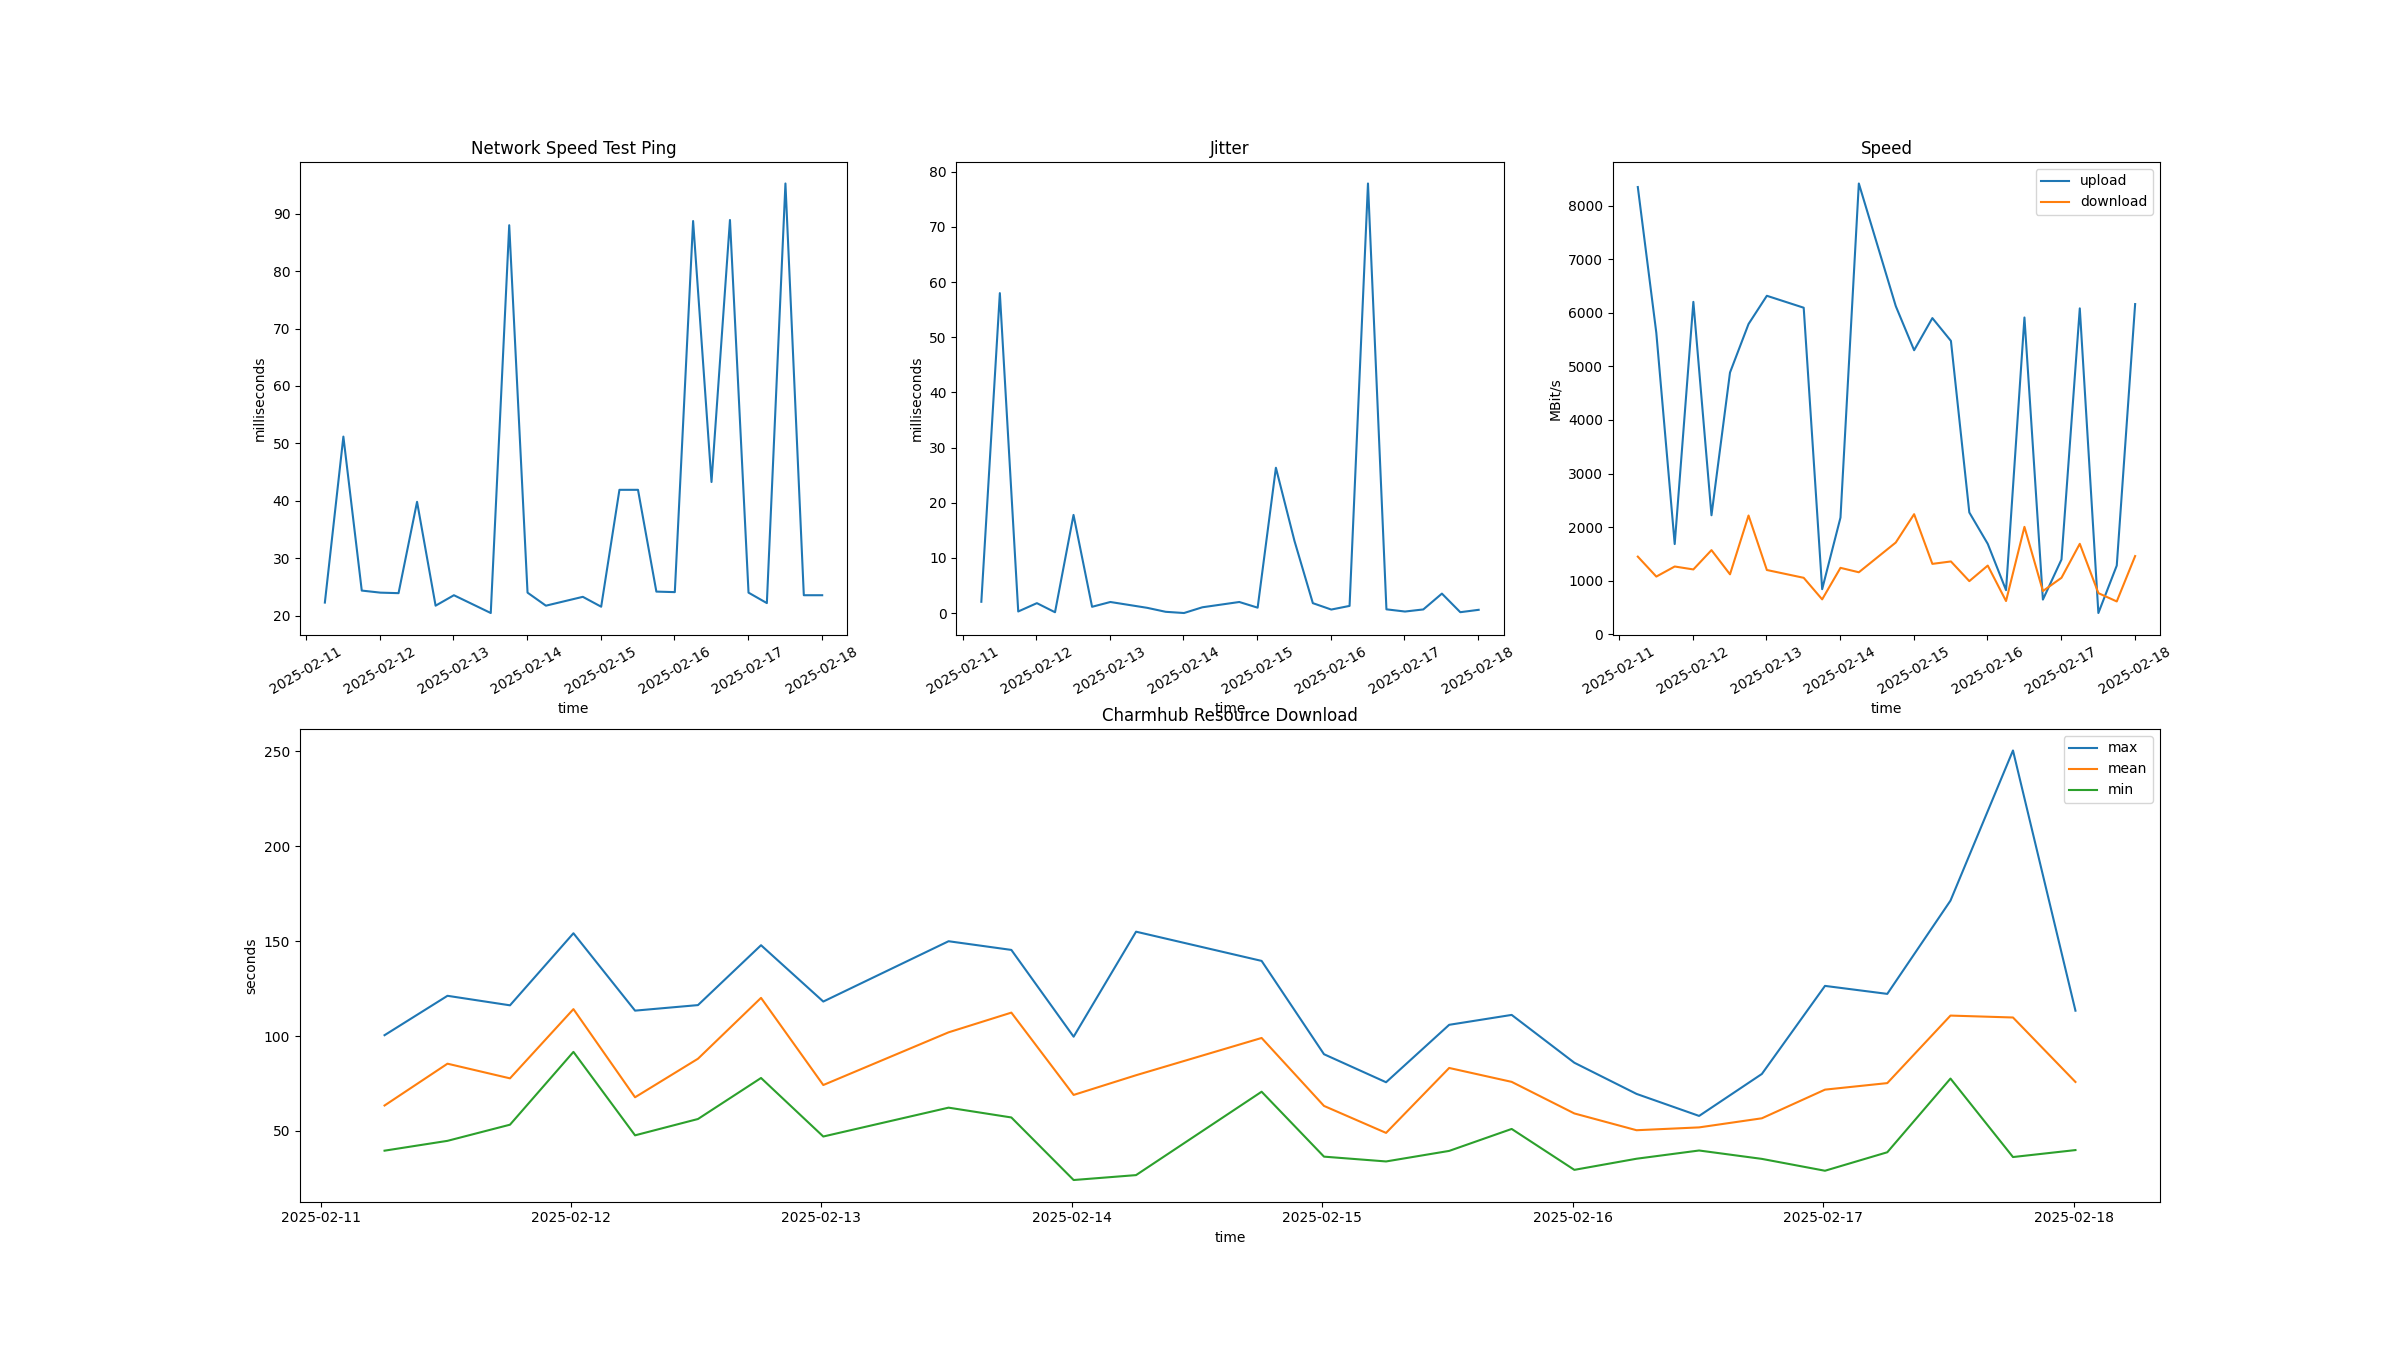 Network Speed Test Ping
milliseconds
90
80
70
60
50
40
30
20
2025-02-11 2025-02-12 2025-02-13 2025-02-14 2025-02-15 2025-02-16 2025-02-17 2025-02-18
time
Jitter
milliseconds
80
70
60
50
40
30
20
10
0
2025-02-11 2025-02-12 2025-02-13 2025-02-14 2025-02-15 2025-02-16 2025-02-17 2025-02-18
time
Speed
MBit/s
8000
7000
6000
5000
4000
3000
2000
1000
0
upload
download
2025-02-11 2025-02-12 2025-02-13 2025-02-14 2025-02-15 2025-02-16 2025-02-17 2025-02-18
time
Charmhub Resource Download
seconds
250
200
150
100
50
max
mean
min
2025-02-11 2025-02-12 2025-02-13 2025-02-14 2025-02-15 2025-02-16 2025-02-17 2025-02-18
time